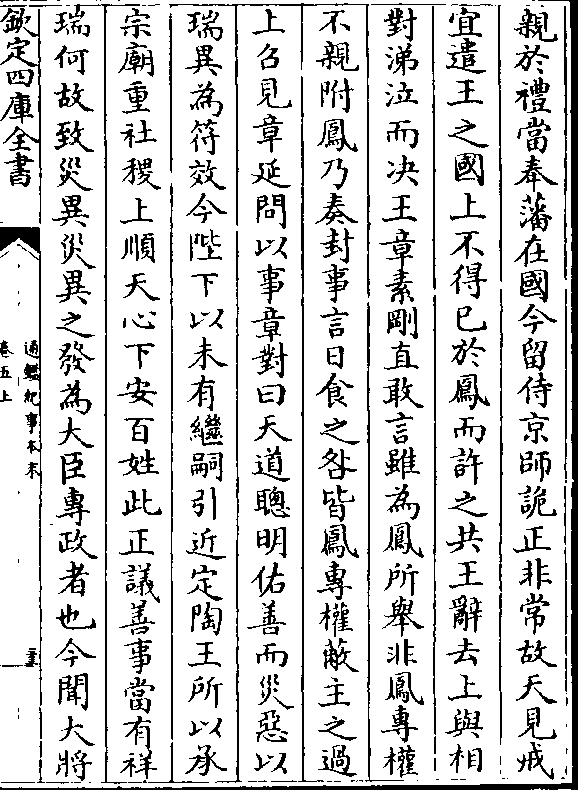 親於禮當奉藩在國今留侍京師詭正非常故天見戒
宜遣王之國上不得已於鳳而許之共王辭去上與相
對涕泣而决王章素剛直敢言雖為鳳所舉非鳳專權
不親附鳳乃奏封事言日食之咎皆鳳專權蔽主之過
上召見章延問以事章對曰天道聰明佑善而災惡以
瑞異為符效今陛下以未有繼嗣引近定陶王所以承
宗廟重社稷上順天心下安百姓此正議善事當有祥
瑞何故致災異災異之發為大臣專政者也今聞大將
欽定四庫全書
通鑑紀事本末
卷五上